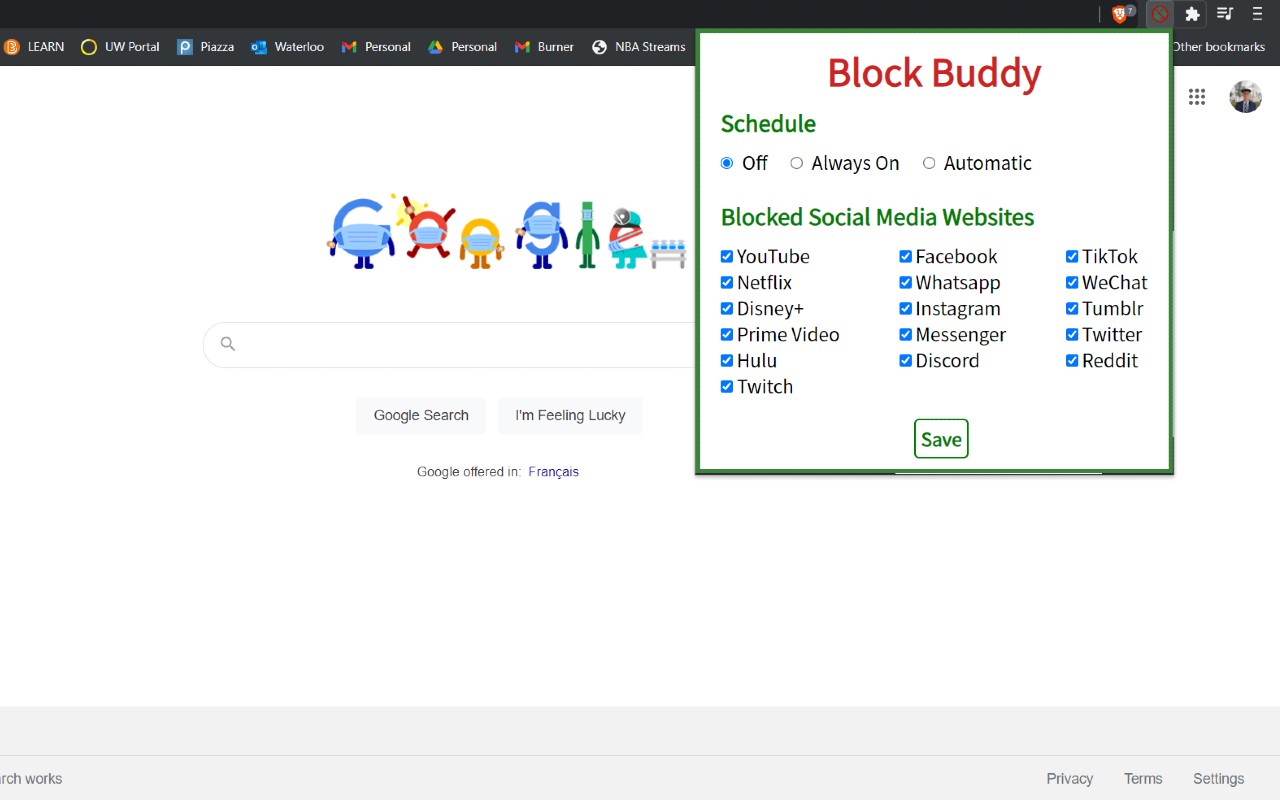 7
LEARN UW Portal Piazza Waterloo Personal Personal Burner NBA Streams Other bookmarks
Block Buddy
Schedule
Off Always On Automatic
Blocked Social Media Websites
YouTube Facebook TikTok
Netflix Whatsapp WeChat
Disney+ Instagram Tumblr
Prime Video Messenger Twitter
Hulu Discord Reddit
Twitch
Save
Google
Google Search I'm Feeling Lucky
Google offered in: Français
arch works Privacy Terms Settings